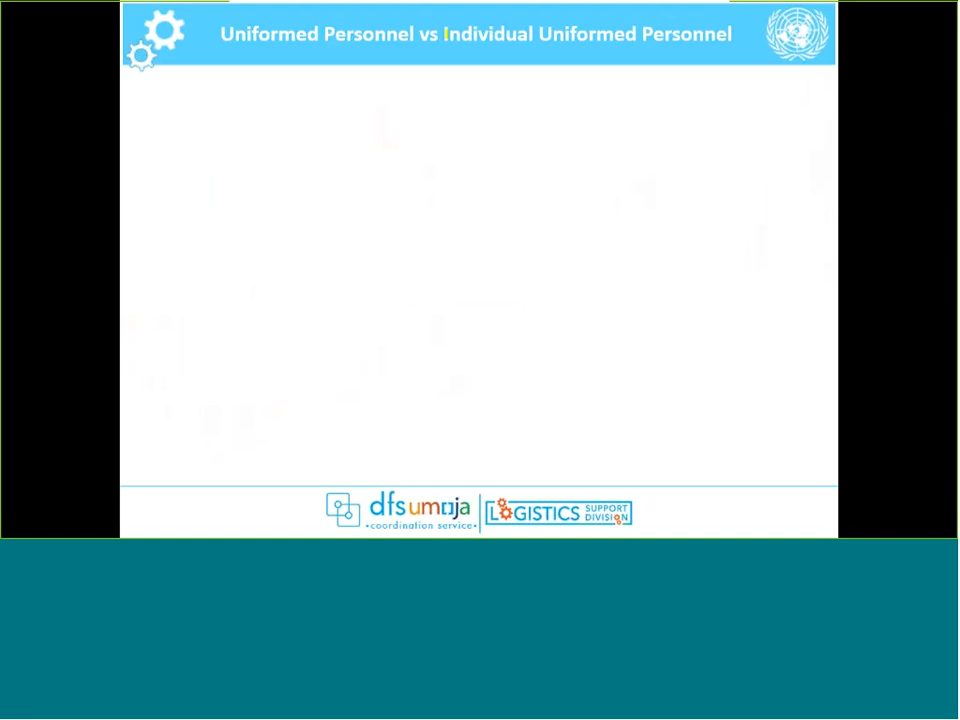 Uniformed Personnel vs Individual Uniformed Personnel
dfs umoja
•coordination service•
LOGISTICS SUPPORT DIVISION